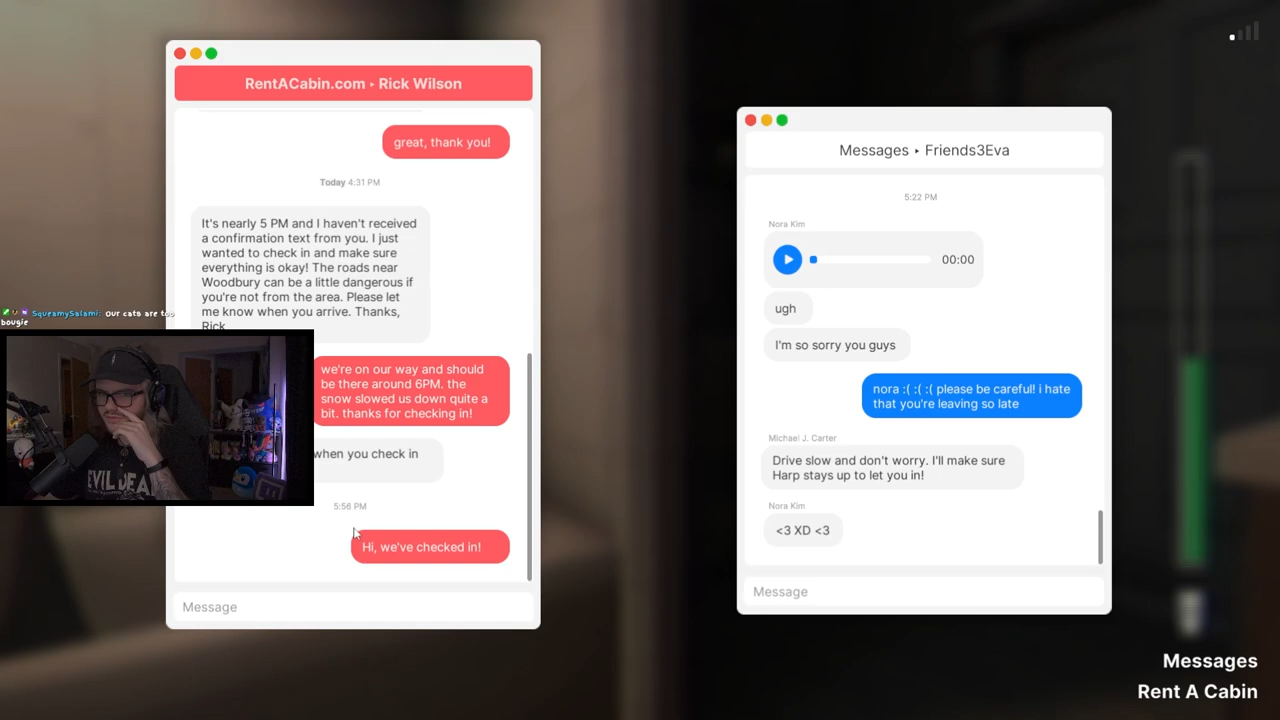 RentACabin.com ▸ Rick Wilson
great, thank you!
Today 4:31 PM
It's nearly 5 PM and I haven't received
a confirmation text from you. I just
wanted to check in and make sure
everything is okay! The roads near
Woodbury can be a little dangerous if
you're not from the area. Please let
me know when you arrive. Thanks,
Rick
we're on our way and should
be there around 6PM. the
snow slowed us down quite a
bit. thanks for checking in!
when you check in
5:56 PM
Hi, we've checked in!
Message
SqueamySalami: Our cats are too
bougie
EVIL DEA
Messages ▸ Friends3Eva
5:22 PM
Nora Kim
00:00
ugh
I'm so sorry you guys
nora :( :( :( please be careful! i hate
that you're leaving so late
Michael J. Carter
Drive slow and don't worry. I'll make sure
Harp stays up to let you in!
Nora Kim
<3 XD <3
Message
Messages
Rent A Cabin